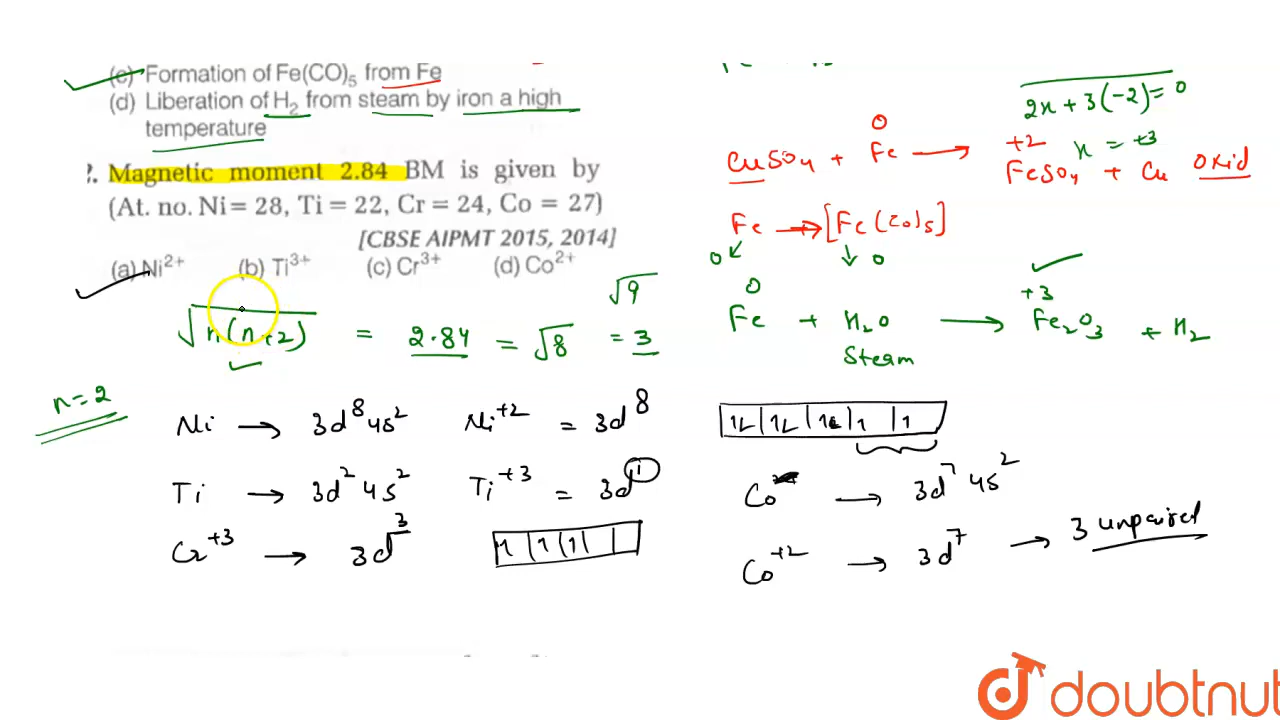 (c) Formation of Fe(CO)5 from Fe
(d) Liberation of H2 from steam by iron a high
temperature
2. Magnetic moment 2.84 BM is given by
(At. no. Ni = 28, Ti = 22, Cr = 24, Co = 27)
[CBSE AIPMT 2015, 2014]
(a) Ni2+ (b) Ti3+ (c) Cr3+ (d) Co2+
√n(n+2) = 2.84 = √8
√9
= 3
n=2
Ni → 3d8 4s2 Ni+2 = 3d8
Ti → 3d2 4s2 Ti+3 = 3d1
Cr+3 → 3d3
2x + 3(-2) = 0
x = +3
0
+2
CuSO4 + Fe → FeSO4 + Cu Oxid
Fe → [Fe(CO)5]
0 0
0 +3
Fe + H2O → Fe2O3 + H2
Steam
Co → 3d7 4s2
Co+2 → 3d7 → 3 unpaired
doubtnut